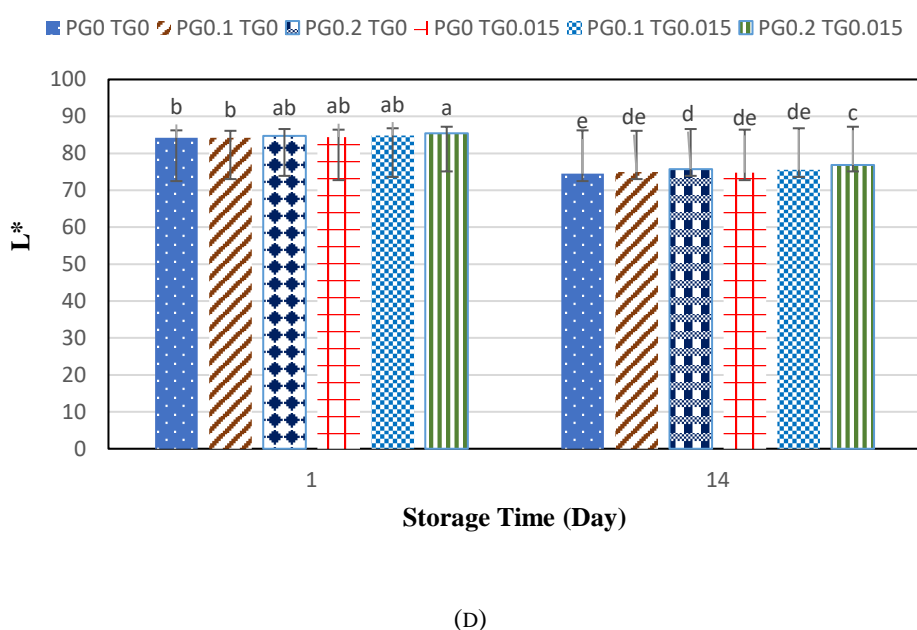 PG0 TG0 PG0.1 TG0 PG0.2 TG0 PG0 TG0.015 PG0.1 TG0.015 PG0.2 TG0.015
100
90
80
70
60
50
40
30
20
10
0
L*
b b ab ab ab a e de d de de c
1 14
Storage Time (Day)
(D)